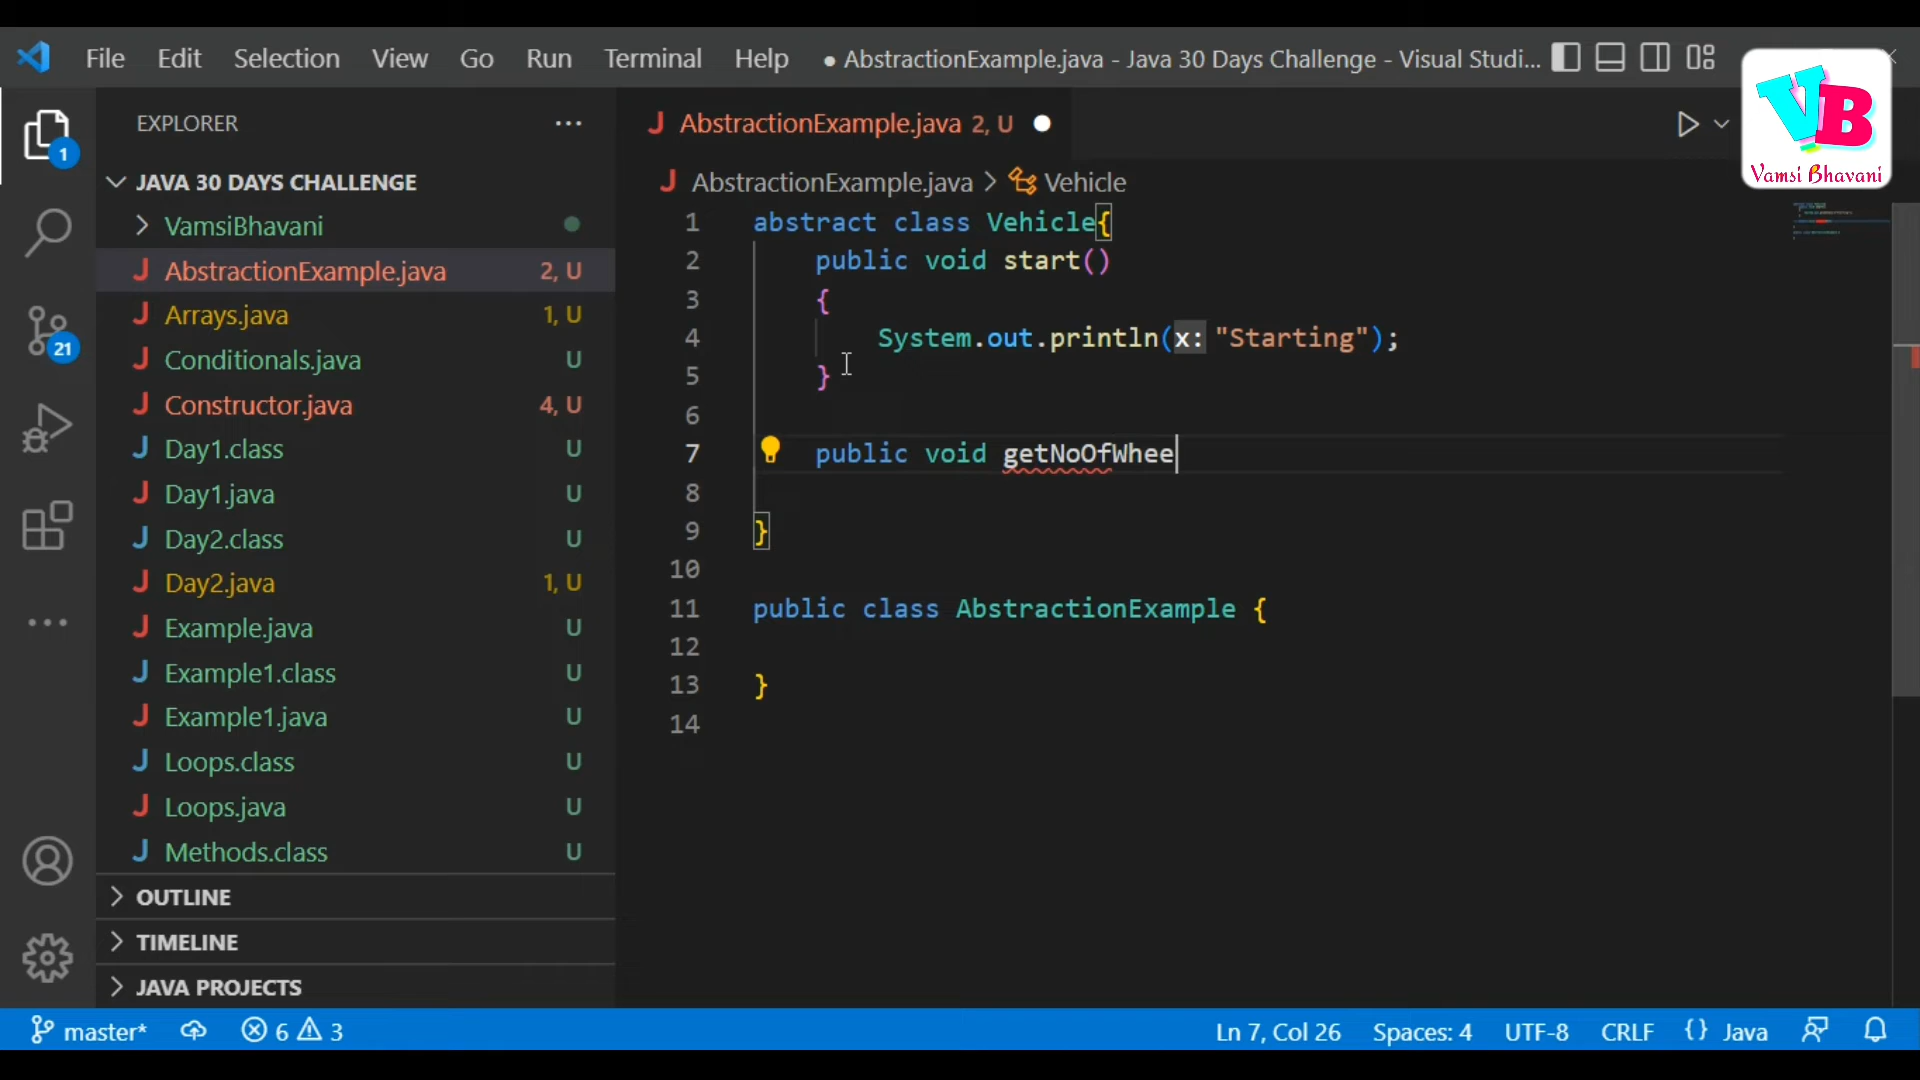 File Edit Selection View Go Run Terminal Help ● AbstractionExample.java - Java 30 Days Challenge - Visual Studi...
VB
Vamsi Bhavani
EXPLORER ...
1
JAVA 30 DAYS CHALLENGE
VamsiBhavani
AbstractionExample.java 2, U
Arrays.java 1, U
21
Conditionals.java U
Constructor.java 4, U
Day1.class U
Day1.java U
Day2.class U
Day2.java 1, U
Example.java U
Example1.class U
Example1.java U
Loops.class U
Loops.java U
Methods.class U
OUTLINE
TIMELINE
JAVA PROJECTS
AbstractionExample.java 2, U
AbstractionExample.java > Vehicle
1 abstract class Vehicle{
2 public void start()
3 {
4 System.out.println(x: "Starting");
5 }
6
7 public void getNoOfWhee
8
9 }
10
11 public class AbstractionExample {
12
13 }
14
master* 6 3 Ln 7, Col 26 Spaces: 4 UTF-8 CRLF {} Java